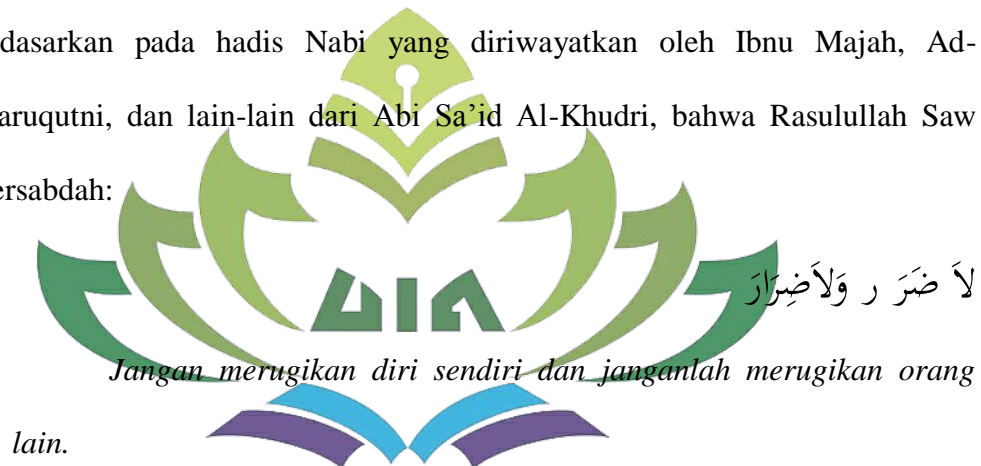 dasarkan pada hadis Nabi yang diriwayatkan oleh Ibnu Majah, Ad-
aruqutni, dan lain-lain dari Abi Sa’id Al-Khudri, bahwa Rasulullah Saw
ersabdah:
لاَ ضَرَ ر وَلاَضِرَارَ
UIN
Jangan merugikan diri sendiri dan janganlah merugikan orang
lain.